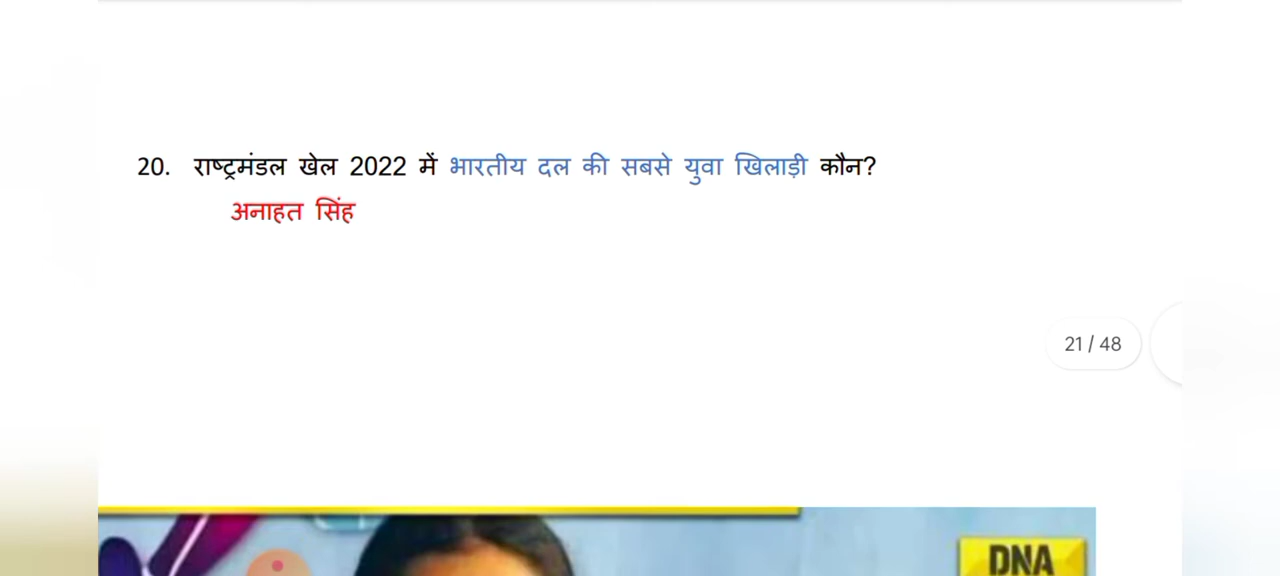 20. राष्ट्रमंडल खेल 2022 में भारतीय दल की सबसे युवा खिलाड़ी कौन?
अनाहत सिंह
21 / 48
DNA